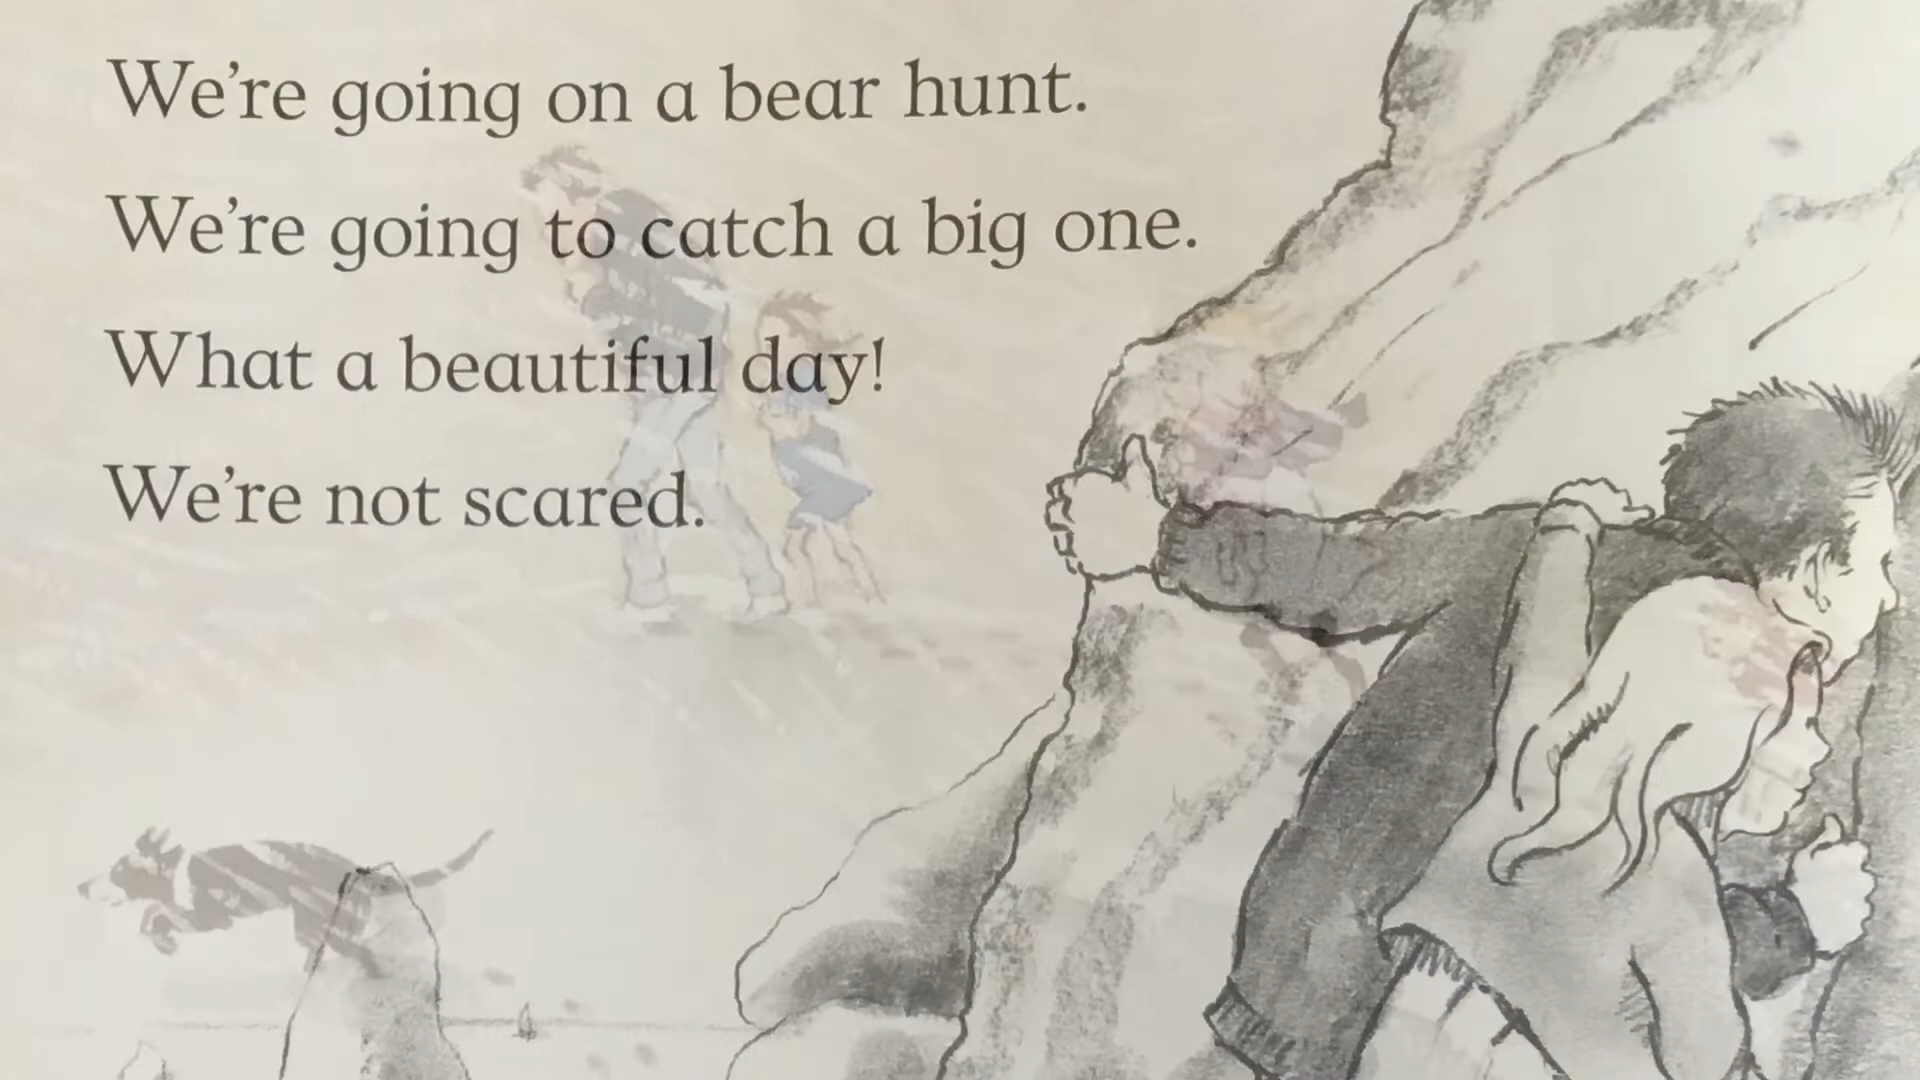 We're going on a bear hunt.
We're going to catch a big one.
What a beautiful day!
We're not scared.